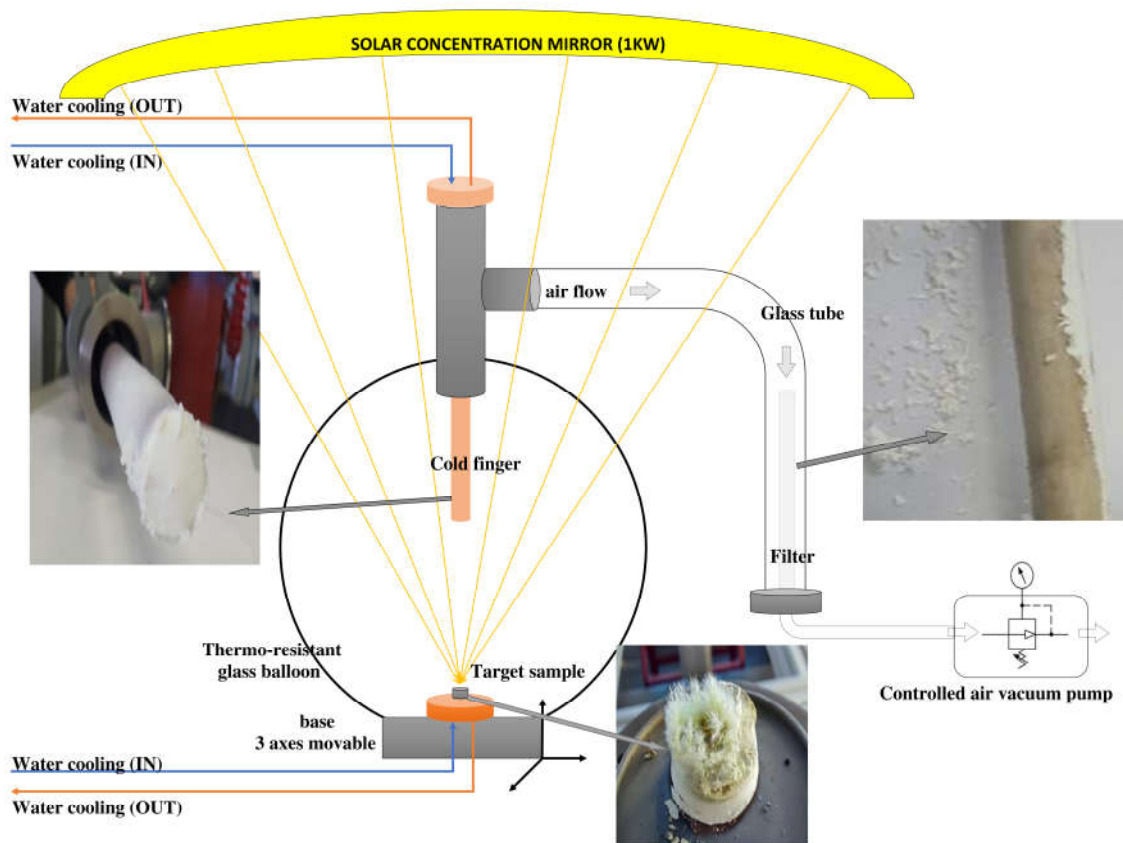 SOLAR CONCENTRATION MIRROR (1KW)
Water cooling (OUT)
Water cooling (IN)
air flow
Glass tube
Cold finger
Filter
Thermo-resistant
glass balloon
Target sample
Controlled air vacuum pump
base
3 axes movable
Water cooling (IN)
Water cooling (OUT)